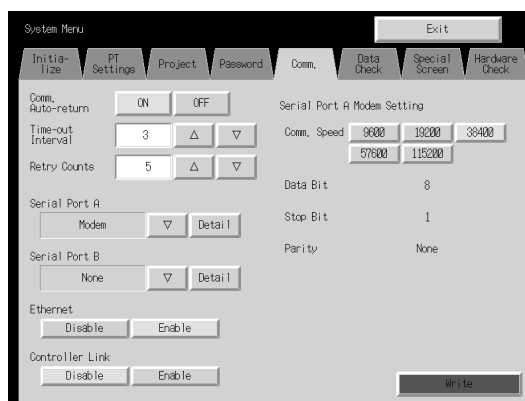 System Menu
Exit
Initia-
lize
PT
Settings
Project
Password
Comm.
Data
Check
Special
Screen
Hardware
Check
Comm.
Auto-return
ON
OFF
Time-out
Interval
3
△
▽
Retry Counts
5
△
▽
Serial Port A
Modem
▽
Detail
Serial Port B
None
▽
Detail
Ethernet
Disable
Enable
Controller Link
Disable
Enable
Serial Port A Modem Setting
Comm. Speed
9600
19200
38400
57600
115200
Data Bit
8
Stop Bit
1
Parity
None
Write